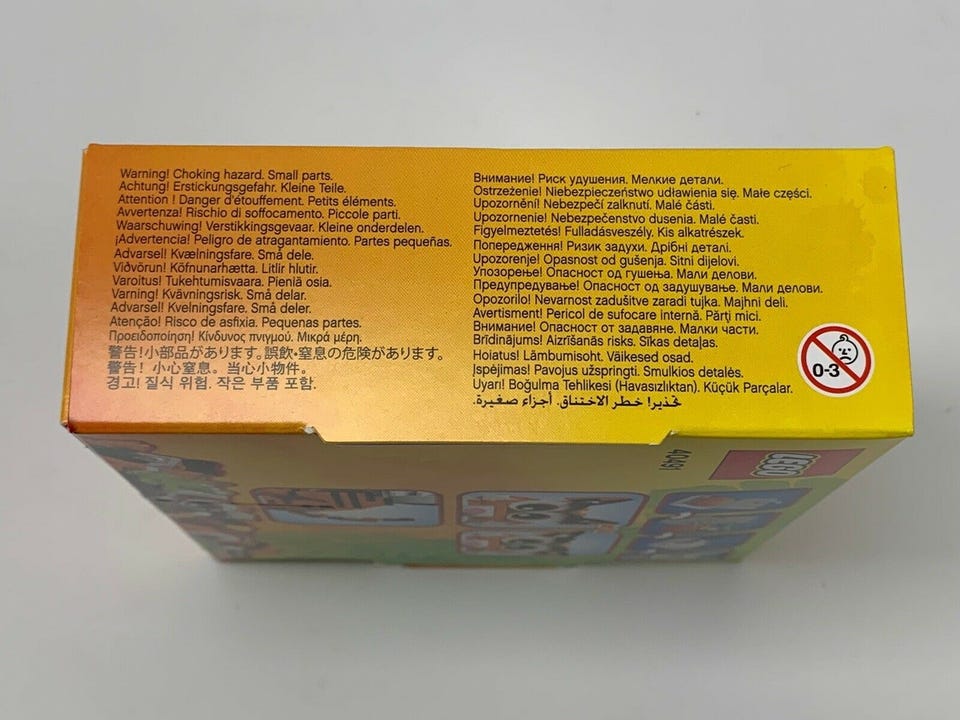 Warning! Choking hazard. Small parts.
Achtung! Erstickungsgefahr. Kleine Teile.
Attention ! Danger d'étouffement. Petits éléments.
Avvertenza! Rischio di soffocamento. Piccole parti.
Waarschuwing! Verstikkingsgevaar. Kleine onderdelen.
¡Advertencia! Peligro de atragantamiento. Partes pequeñas.
Advarsel! Kvælningsfare. Små dele.
Viðvörun! Köfnunarhætta. Litlir hlutir.
Varoitus! Tukehtumisvaara. Pieniä osia.
Varning! Kvävningsrisk. Små delar.
Advarsel! Kvelningsfare. Små deler.
Atenção! Risco de asfixia. Pequenas partes.
Προειδοποίηση! Κίνδυνος πνιγμού. Μικρά μέρη.
警告!小部品があります。誤飲・窒息の危険があります。
警告! 小心窒息。当心小物件。
경고! 질식 위험. 작은 부품 포함.
Внимание! Риск удушения. Мелкие детали.
Ostrzeżenie! Niebezpieczeństwo udławienia się. Małe części.
Upozornění! Nebezpečí zalknutí. Malé části.
Upozornenie! Nebezpečenstvo dusenia. Malé časti.
Figyelmeztetés! Fulladásveszély. Kis alkatrészek.
Попередження! Ризик задухи. Дрібні деталі.
Upozorenje! Opasnost od gušenja. Sitni dijelovi.
Упозорење! Опасност од гушења. Мали делови.
Предупредување! Опасност од задушување. Мали делови.
Opozorilo! Nevarnost zadušitve zaradi tujka. Majhni deli.
Avertisment! Pericol de sufocare internă. Părţi mici.
Внимание! Опасност от задавяне. Малки части.
Brīdinājums! Aizrīšanās risks. Sīkas detaļas.
Hoiatus! Lämbumisoht. Väikesed osad.
Įspėjimas! Pavojus užspringti. Smulkios detalės.
Uyarı! Boğulma Tehlikesi (Havasızlıktan). Küçük Parçalar.
تحذير! خطر الاختناق. أجزاء صغيرة.
0-3
40491
LEGO